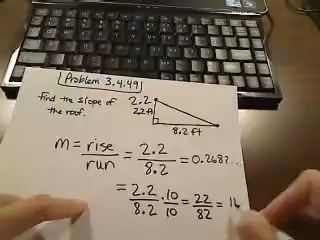 Problem 3.4.49
Find the slope of
the roof.
2.2
2.2 ft
8.2 ft
m = rise/run = 2.2/8.2 = 0.2682...
= 2.2/8.2 · 10/10 = 22/82 =